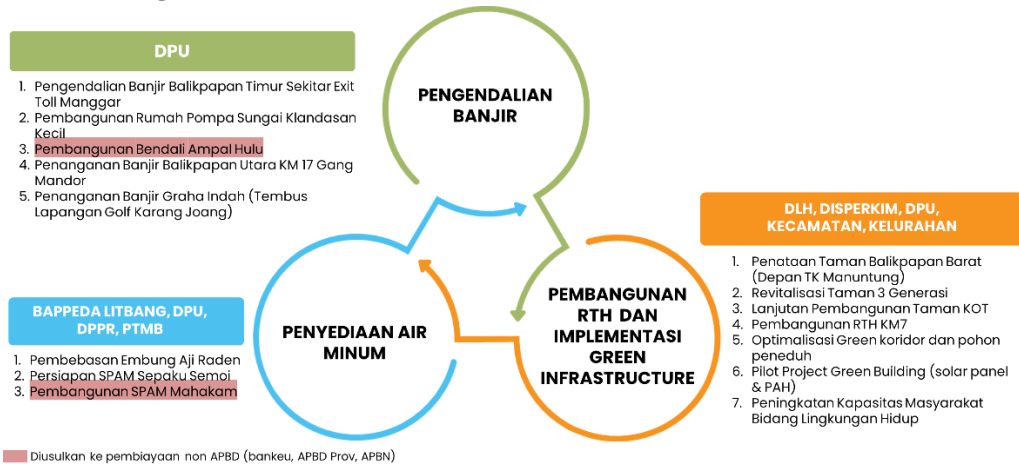 DPU
1. Pengendalian Banjir Balikpapan Timur Sekitar Exit
Toll Manggar
2. Pembangunan Rumah Pompa Sungai Klandasan
Kecil
3. Pembangunan Bendali Ampal Hulu
4. Penanganan Banjir Balikpapan Utara KM 17 Gang
Mandor
5. Penanganan Banjir Graha Indah (Tembus
Lapangan Golf Karang Joang)
PENGENDALIAN
BANJIR
DLH, DISPERKIM, DPU,
KECAMATAN, KELURAHAN
1. Penataan Taman Balikpapan Barat
(Depan TK Manuntung)
2. Revitalisasi Taman 3 Generasi
3. Lanjutan Pembangunan Taman KOT
4. Pembangunan RTH KM7
5. Optimalisasi Green koridor dan pohon
peneduh
6. Pilot Project Green Building (solar panel
& PAH)
7. Peningkatan Kapasitas Masyarakat
Bidang Lingkungan Hidup
BAPPEDA LITBANG, DPU,
DPPR, PTMB
1. Pembebasan Embung Aji Raden
2. Persiapan SPAM Sepaku Semoi
3. Pembangunan SPAM Mahakam
PENYEDIAAN AIR
MINUM
PEMBANGUNAN
RTH DAN
IMPLEMENTASI
GREEN
INFRASTRUCTURE
Diusulkan ke pembiayaan non APBD (bankeu, APBD Prov, APBN)